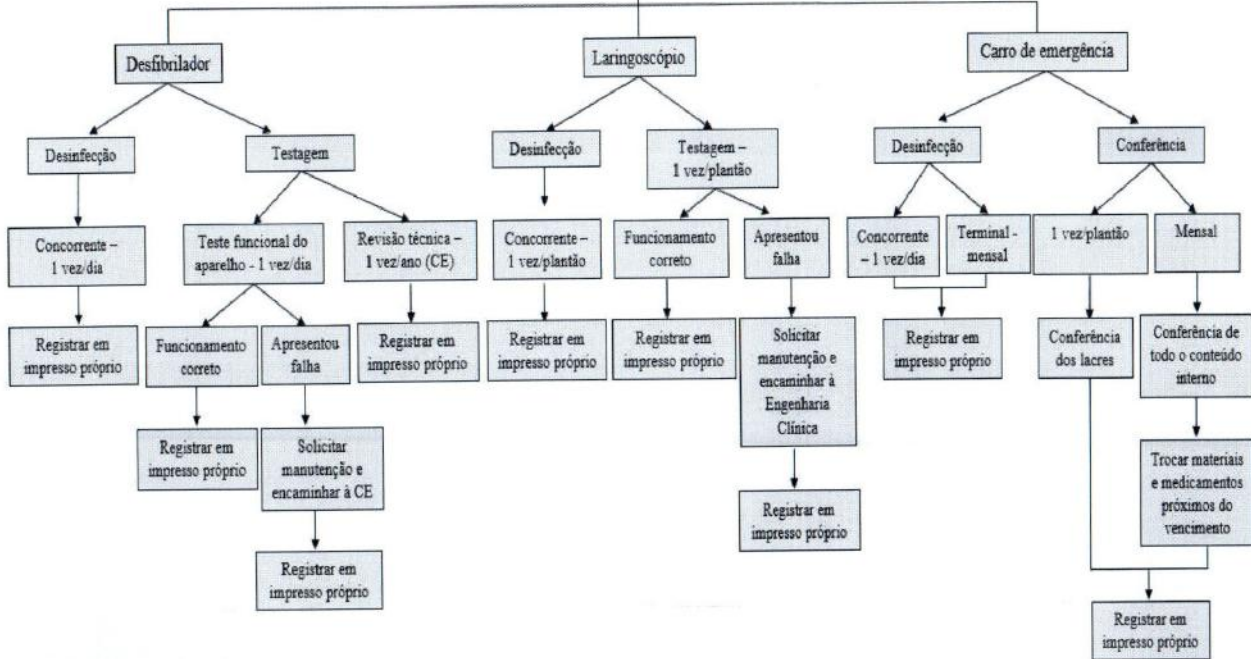 Desfibrilador
Laringoscópio
Carro de emergência
Desinfecção
Testagem
Desinfecção
Testagem –
1 vez/plantão
Desinfecção
Conferência
Concorrente –
1 vez/dia
Teste funcional do
aparelho - 1 vez/dia
Revisão técnica –
1 vez/ano (CE)
Concorrente –
1 vez/plantão
Funcionamento
correto
Apresentou
falha
Concorrente
– 1 vez/dia
Terminal -
mensal
1 vez/plantão
Mensal
Registrar em
impresso próprio
Funcionamento
correto
Apresentou
falha
Registrar em
impresso próprio
Registrar em
impresso próprio
Registrar em
impresso próprio
Solicitar
manutenção e
encaminhar à
Engenharia
Clínica
Registrar em
impresso próprio
Conferência
dos lacres
Conferência de
todo o conteúdo
interno
Registrar em
impresso próprio
Solicitar
manutenção e
encaminhar à CE
Registrar em
impresso próprio
Trocar materiais
e medicamentos
próximos do
vencimento
Registrar em
impresso próprio
Registrar em
impresso próprio